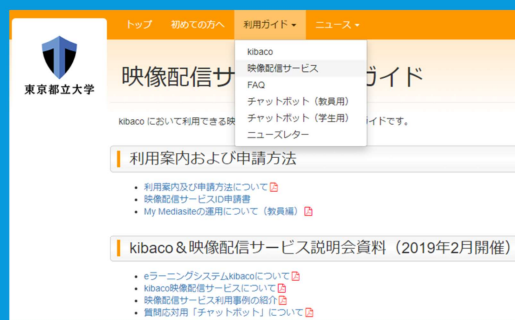 トップ 初めての方へ 利用ガイド ニュース
東京都立大学
kibaco
映像配信サービス
FAQ
チャットボット（教員用）
チャットボット（学生用）
ニューズレター
映像配信サ ガイド
kibaco において利用できる映 イドです。
利用案内および申請方法
利用案内及び申請方法について
映像配信サービスID申請書
My Mediasiteの運用について（教員編）
kibaco＆映像配信サービス説明会資料（2019年2月開催）
eラーニングシステムkibacoについて
kibaco映像配信サービスについて
映像配信サービス利用事例の紹介
質問応対用「チャットボット」について